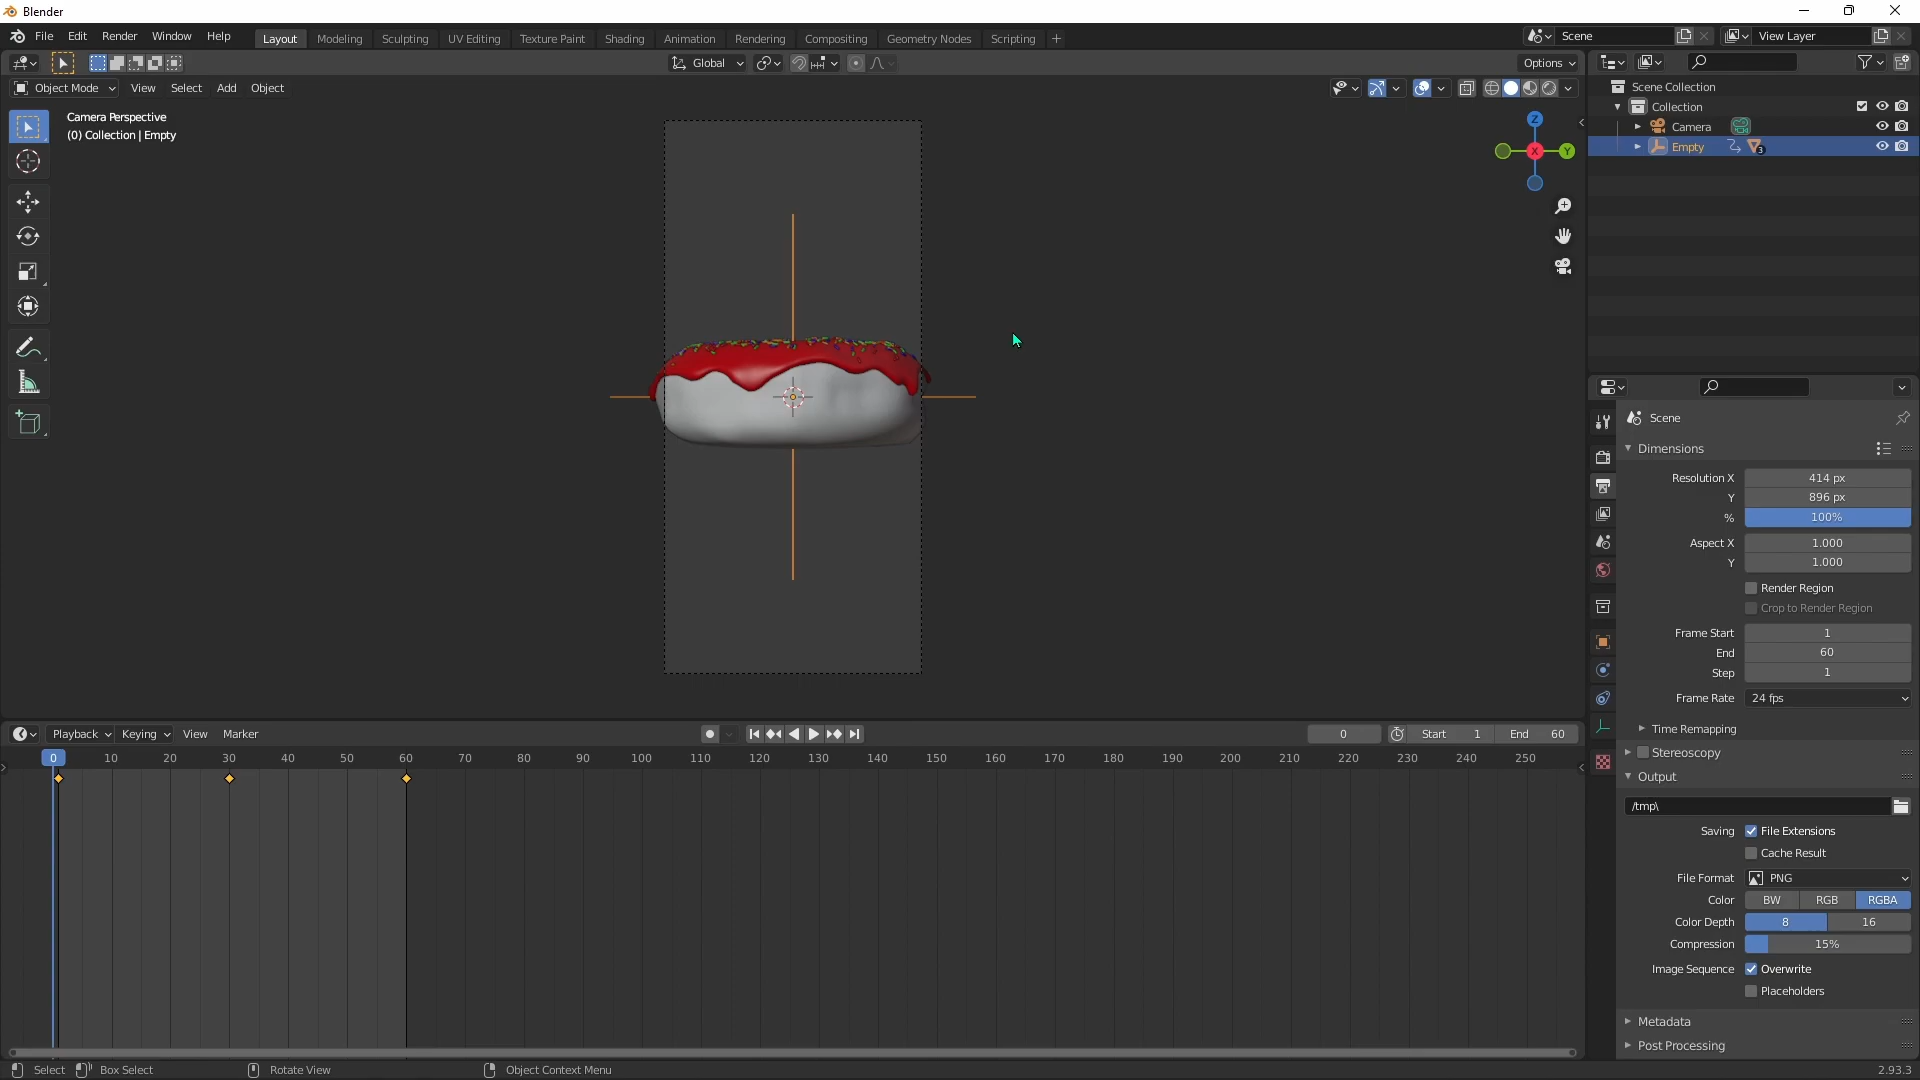 Blender
File Edit Render Window Help Layout Modeling Sculpting UV Editing Texture Paint Shading Animation Rendering Compositing Geometry Nodes Scripting + Scene View Layer
Global Options
Object Mode View Select Add Object
Camera Perspective
(0) Collection | Empty
Z
X
Y
Scene Collection
Collection
Camera
Empty 3
Scene
Dimensions
Resolution X 414 px
Y 896 px
% 100%
Aspect X 1.000
Y 1.000
Render Region
Crop to Render Region
Frame Start 1
End 60
Step 1
Frame Rate 24 fps
Time Remapping
Stereoscopy
Output
/tmp\
Saving File Extensions
Cache Result
File Format PNG
Color BW RGB RGBA
Color Depth 8 16
Compression 15%
Image Sequence Overwrite
Placeholders
Metadata
Post Processing
Playback Keying View Marker 0 Start 1 End 60
0 10 20 30 40 50 60 70 80 90 100 110 120 130 140 150 160 170 180 190 200 210 220 230 240 250
Select Box Select Rotate View Object Context Menu 2.93.3